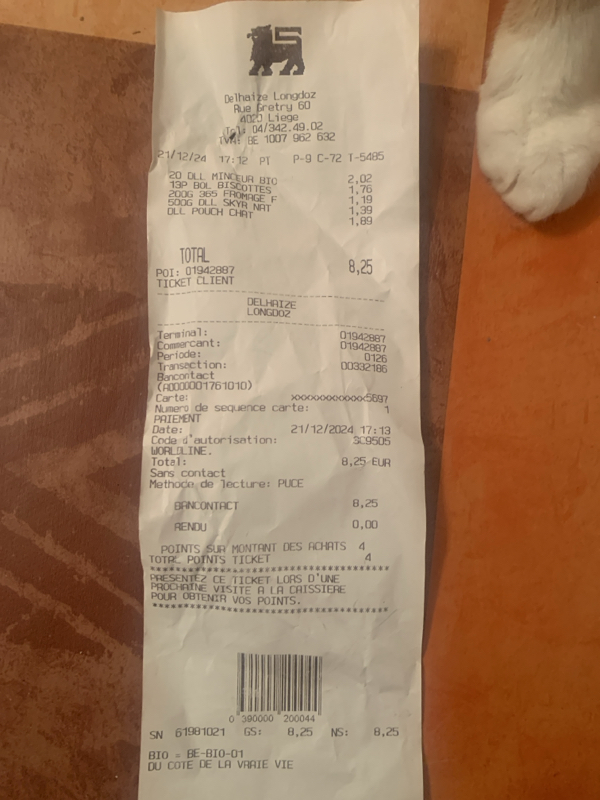 Delhaize Longdoz
Rue Gretry 60
4020 Liege
Tel: 04/342.49.02
TVA: BE 1007 962 632
21/12/24 17:12 PT P-9 C-72 T-5485
20 DLL MINCEUR BIO 2,02
13P BOL BISCOTTES 1,76
200G 365 FROMAGE F 1,19
500G DLL SKYR NAT 1,39
DLL POUCH CHAT 1,89
TOTAL 8,25
POI: 01942887
TICKET CLIENT
DELHAIZE
LONGDOZ
Terminal: 01942887
Commercant: 01942887
Periode: 0126
Transaction: 00332186
Bancontact
(A0000001761010)
Carte: xxxxxxxxxxxxx5697
Numero de sequence carte: 1
PAIEMENT
Date: 21/12/2024 17:13
Code d'autorisation: 3E9505
WORLDLINE.
Total: 8,25 EUR
Sans contact
Methode de lecture: PUCE
BANCONTACT 8,25
RENDU 0,00
POINTS SUR MONTANT DES ACHATS 4
TOTAL POINTS TICKET 4
PRESENTEZ CE TICKET LORS D'UNE
PROCHAINE VISITE A LA CAISSIERE
POUR OBTENIR VOS POINTS.
0 390000 200044
SN 61981021 GS: 8,25 NS: 8,25
BIO = BE-BIO-01
DU COTE DE LA VRAIE VIE